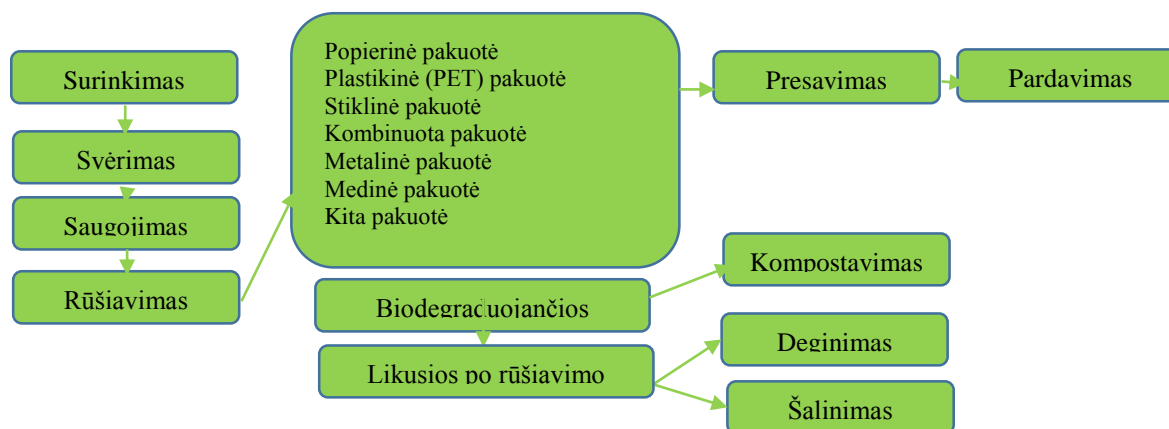 Surinkimas
Svėrimas
Saugojimas
Rūšiavimas
Popierinė pakuotė
Plastikinė (PET) pakuotė
Stiklinė pakuotė
Kombinuota pakuotė
Metalinė pakuotė
Medinė pakuotė
Kita pakuotė
Presavimas
Pardavimas
Biodegraduojančios
Kompostavimas
Likusios po rūšiavimo
Deginimas
Šalinimas